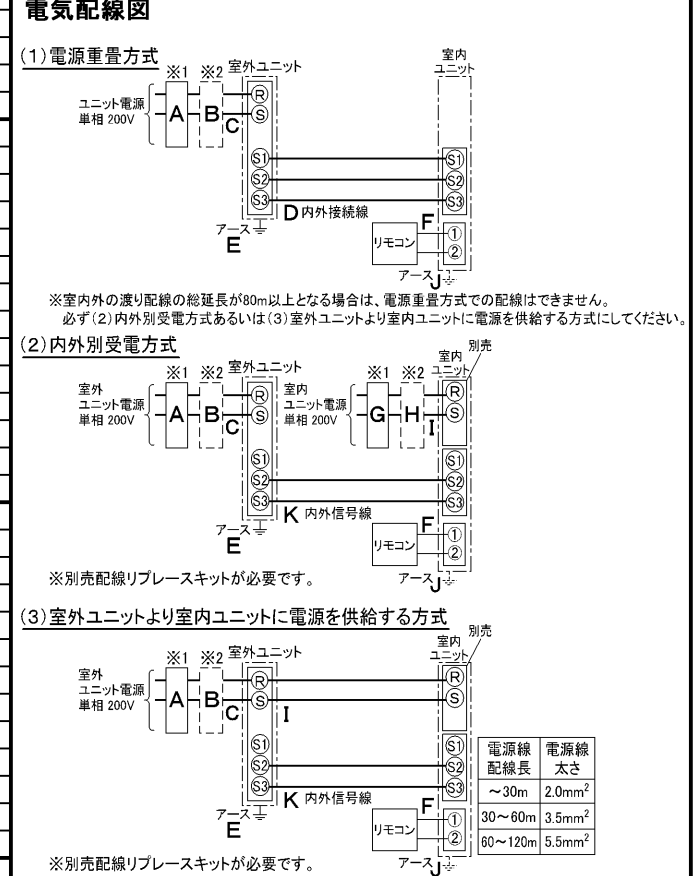 電気配線図
(1)電源重畳方式
※1 ※2 室外ユニット
室内
ユニット
ユニット電源
単相 200V
A B C
R
S
S1
S2
S3
S1
S2
S3
D 内外接続線
アース
E
リモコン
F
①
②
アース J
※室内外の渡り配線の総延長が80m以上となる場合は、電源重畳方式での配線はできません。
必ず(2)内外別受電方式あるいは(3)室外ユニットより室内ユニットに電源を供給する方式にしてください。
(2)内外別受電方式
※1 ※2 室外ユニット
※1 ※2
室内
ユニット
別売
室外
ユニット電源
単相 200V
A B C
R
S
室内
ユニット電源
単相 200V
G H I
R
S
S1
S2
S3
S1
S2
S3
K 内外信号線
アース
E
リモコン
F
①
②
アース J
※別売配線リプレースキットが必要です。
(3)室外ユニットより室内ユニットに電源を供給する方式
※1 ※2 室外ユニット
室内
ユニット
別売
室外
ユニット電源
単相 200V
A B C
R
S
I
R
S
S1
S2
S3
S1
S2
S3
K 内外信号線
アース
E
リモコン
F
①
②
アース J
電源線
配線長
電源線
太さ
～30m 2.0mm²
30～60m 3.5mm²
60～120m 5.5mm²
※別売配線リプレースキットが必要です。